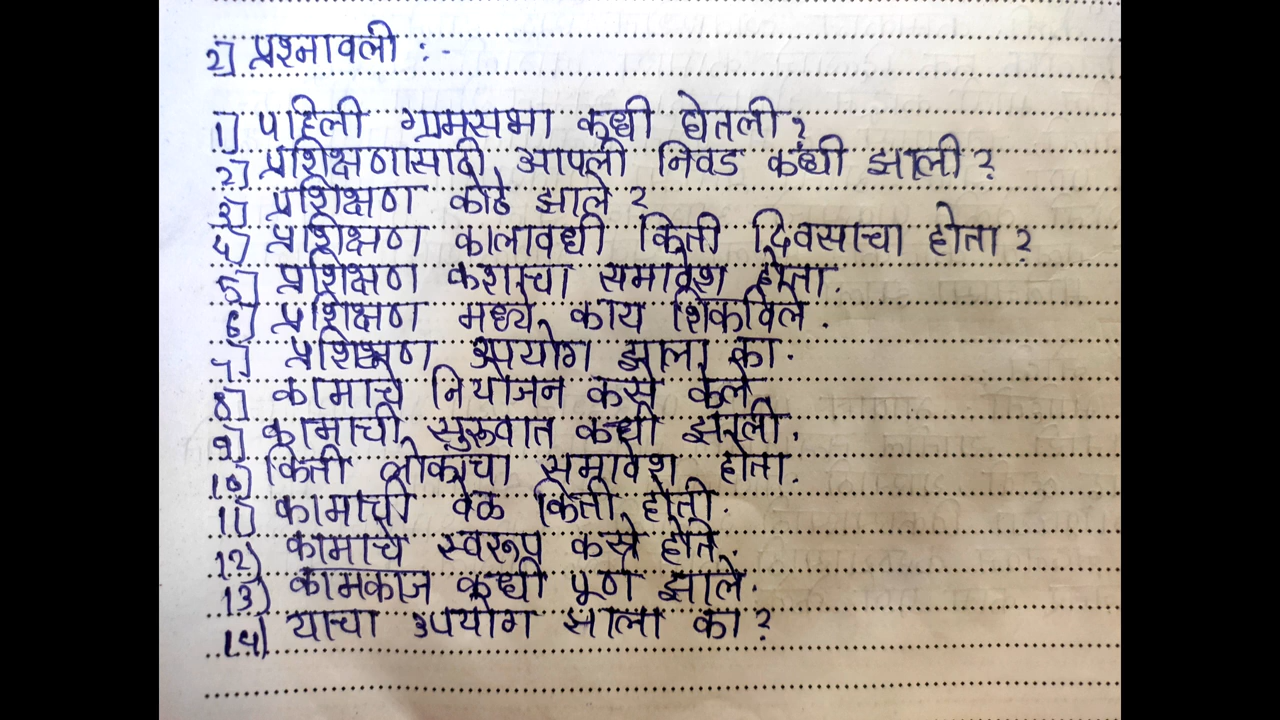 २) प्रश्नावली :-
1) पहिली ग्रामसभा कधी घेतली ?
२) प्रशिक्षणासाठी आपली निवड कधी झाली ?
३) प्रशिक्षण कोठे झाले ?
4) प्रशिक्षण कालावधी किती दिवसाचा होता ?
5) प्रशिक्षण कशाचा समावेश होता.
6) प्रशिक्षण मध्ये काय शिकविले.
7) प्रशिक्षण उपयोग झाला का.
8) कामाचे नियोजन कसे केले.
9) कामाची सुरूवात कधी झाली.
10) किती लोकांचा समावेश होता.
11) कामाची वेळ किती होती.
12) कामाचे स्वरूप कसे होते.
13) कामकाज कधी पूर्ण झाले.
14) याचा उपयोग झाला का ?